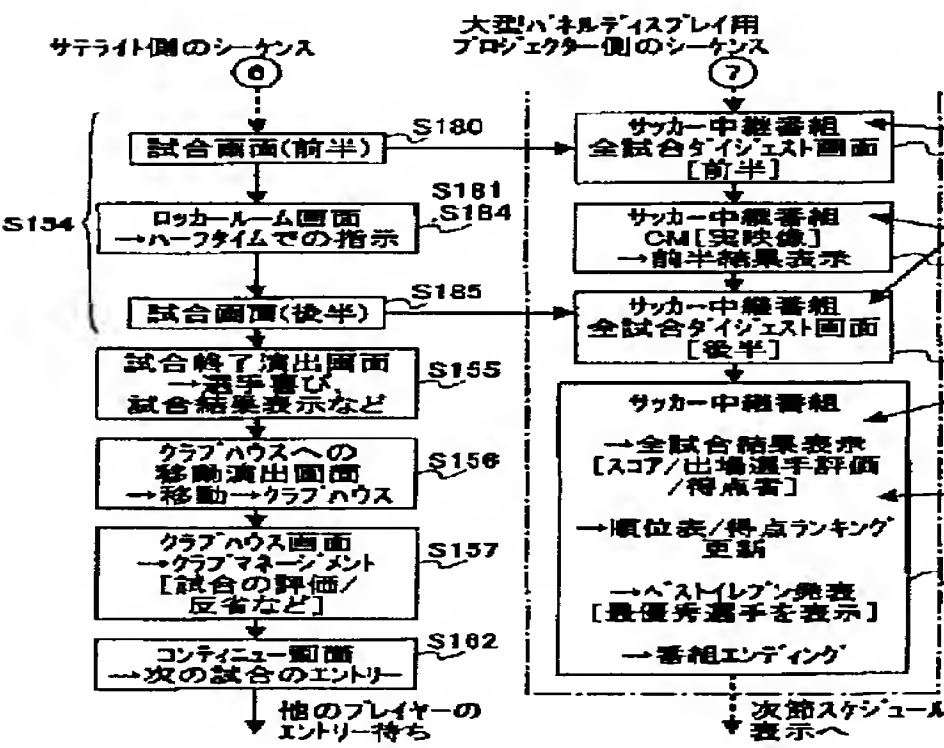 サテライト側のシーケンス
6
S154
試合画面(前半)
S180
ロッカールーム画面
→ハーフタイムでの指示
S181
S184
試合画面(後半)
S185
試合終了演出画面
→選手喜び、
試合結果表示など
S155
クラブハウスへの
移動演出画面
→移動→クラブハウス
S156
クラブハウス画面
→クラブマネージメント
[試合の評価/
反省など]
S157
コンティニュー画面
→次の試合のエントリー
S162
他のプレイヤーの
エントリー待ち
大型パネルディスプレイ用
プロジェクター側のシーケンス
7
サッカー中継番組
全試合ダイジェスト画面
[前半]
サッカー中継番組
CM[実映像]
→前半結果表示
サッカー中継番組
全試合ダイジェスト画面
[後半]
サッカー中継番組
→全試合結果表示
[スコア/出場選手評価
/得点者]
→順位表/得点ランキング
更新
→ベストイレブン発表
[最優秀選手を表示]
→番組エンディング
次節スケジュール
表示へ